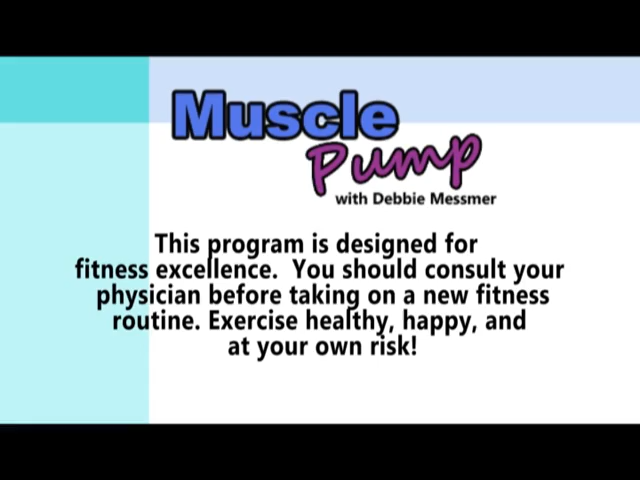 Muscle
Pump
with Debbie Messmer
This program is designed for
fitness excellence.  You should consult your
physician before taking on a new fitness
routine. Exercise healthy, happy, and
at your own risk!